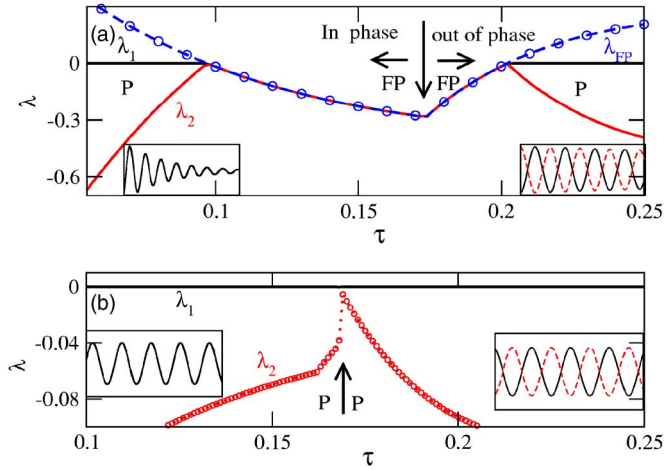 (a)
In phase
out of phase
λ₁
λFP
0
FP
FP
P
P
λ
-0.3
λ₂
-0.6
0.1
0.15
0.2
0.25
τ
0
(b)
λ₁
-0.04
λ
λ₂
-0.08
P
P
0.1
0.15
0.2
0.25
τ